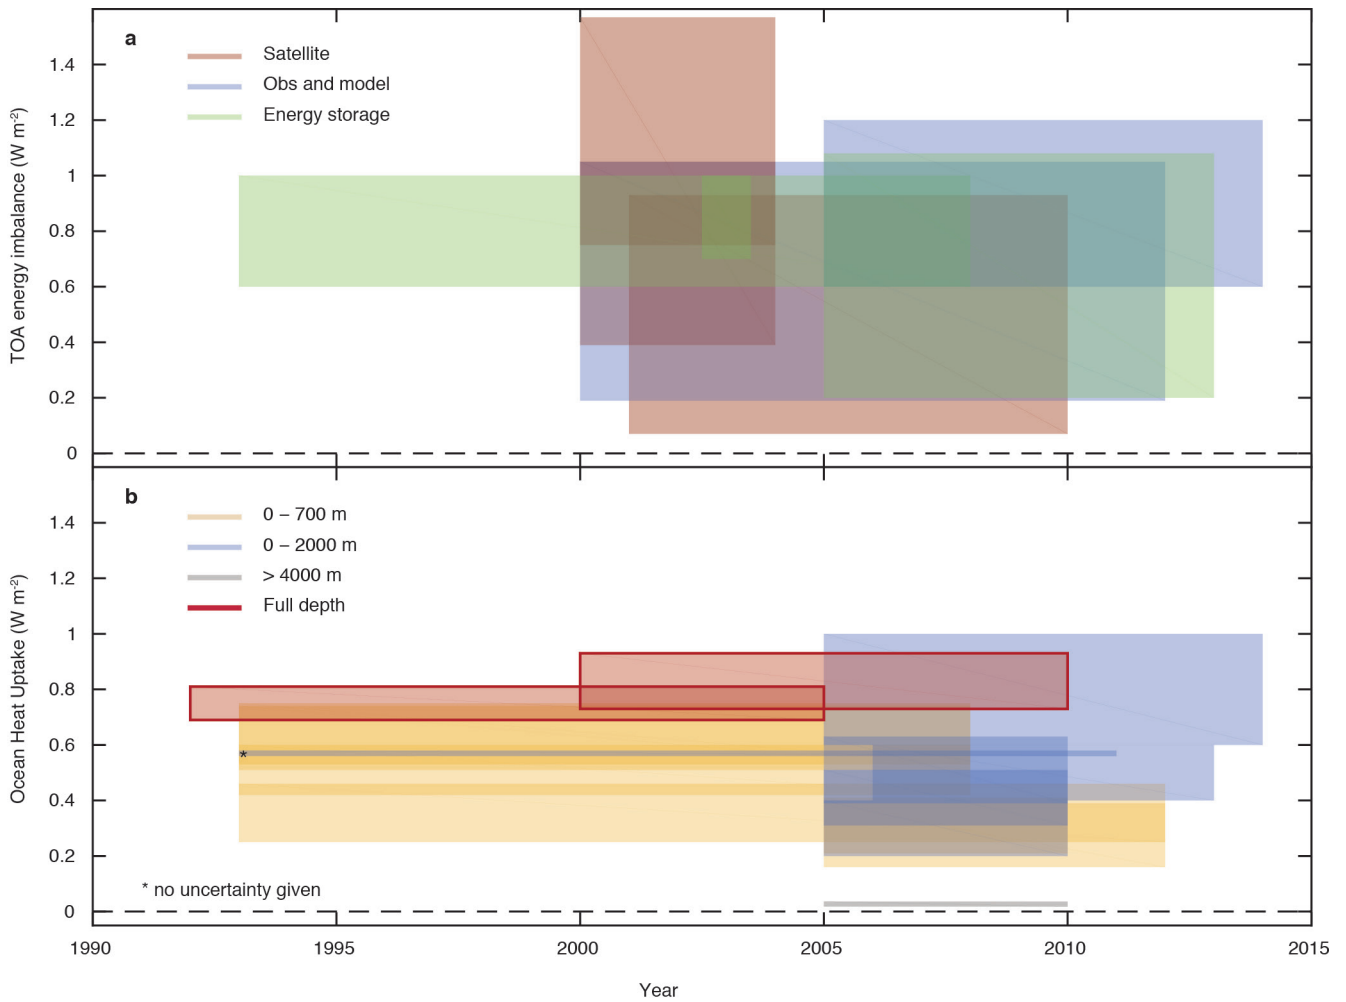 a
Satellite
Obs and model
Energy storage
TOA energy imbalance (W m-2)
1.4
1.2
1
0.8
0.6
0.4
0.2
0
b
0 – 700 m
0 – 2000 m
> 4000 m
Full depth
Ocean Heat Uptake (W m-2)
1.4
1.2
1
0.8
0.6
0.4
0.2
0
*
* no uncertainty given
1990 1995 2000 2005 2010 2015
Year